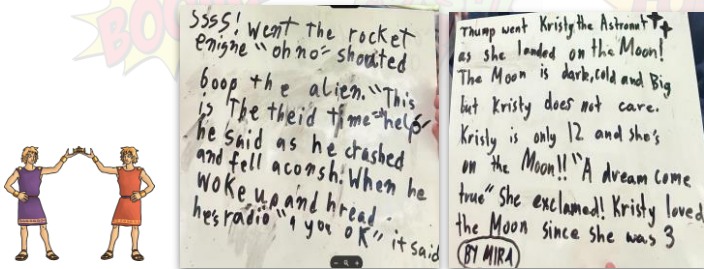 BOO
Ssss! Went The rocket
enigne "oh no" shouted
boop the alien. "This
is The theid time" help
he said as he crashed
and fell aconsh. When he
woke up and hread
hes radio "r you OK" it said
Thump went Kristy the Astronaut
as she landed on the Moon!
The Moon is dark, cold and Big
but Kristy does not care.
Kristy is only 12 and she's
on the Moon!! "A dream come
true" She exclaimed! Kristy loved
the Moon since she was 3
BY MIRA